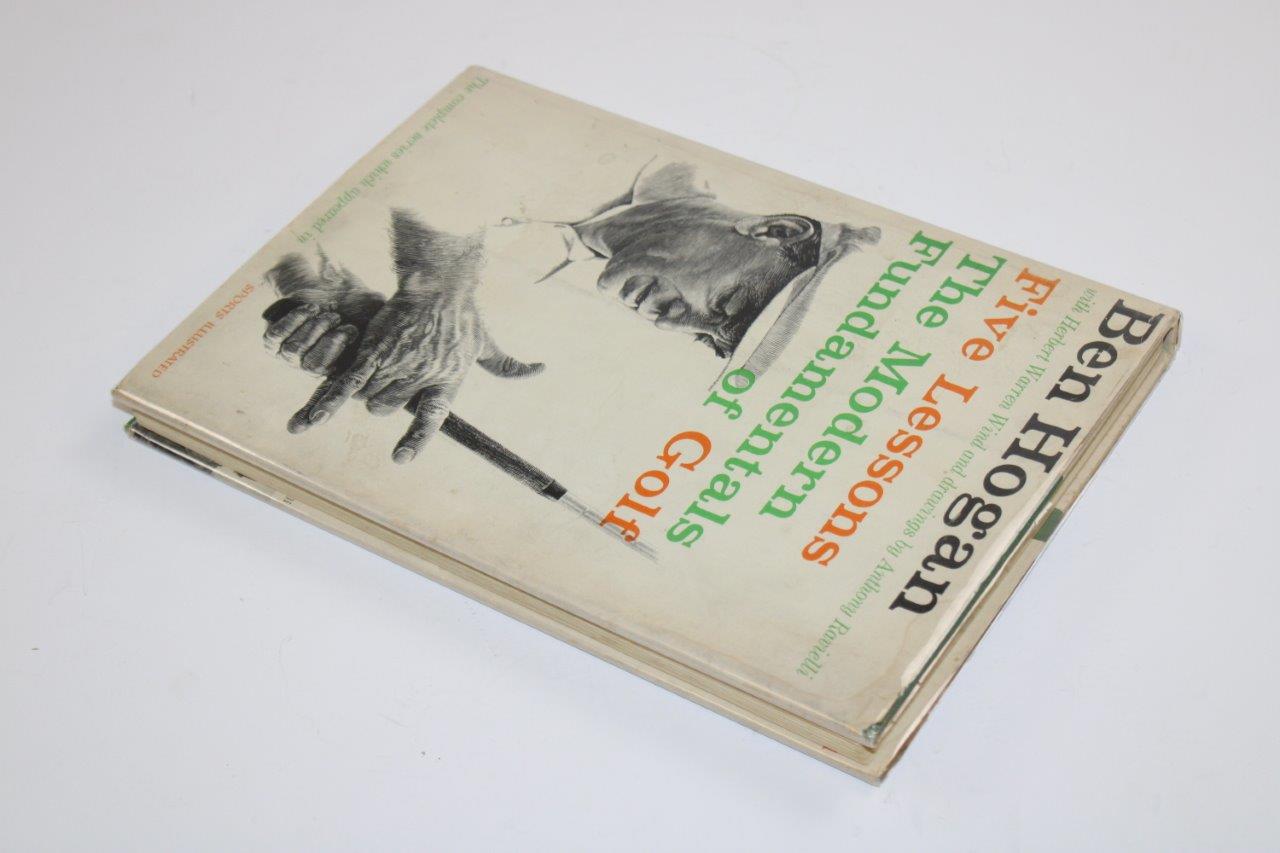 Ben Hogan
with Herbert Warren Wind and drawings by Anthony Ravielli
Five Lessons
The Modern
Fundamentals
of Golf
The complete series which appeared in
SPORTS ILLUSTRATED